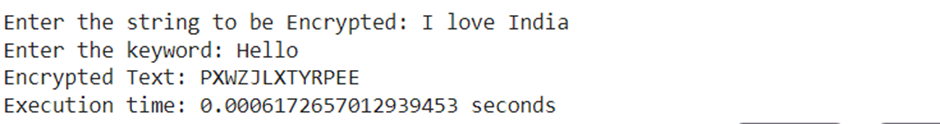 Enter the string to be Encrypted: I love India
Enter the keyword: Hello
Encrypted Text: PXWZJLXTYRPEE
Execution time: 0.0006172657012939453 seconds